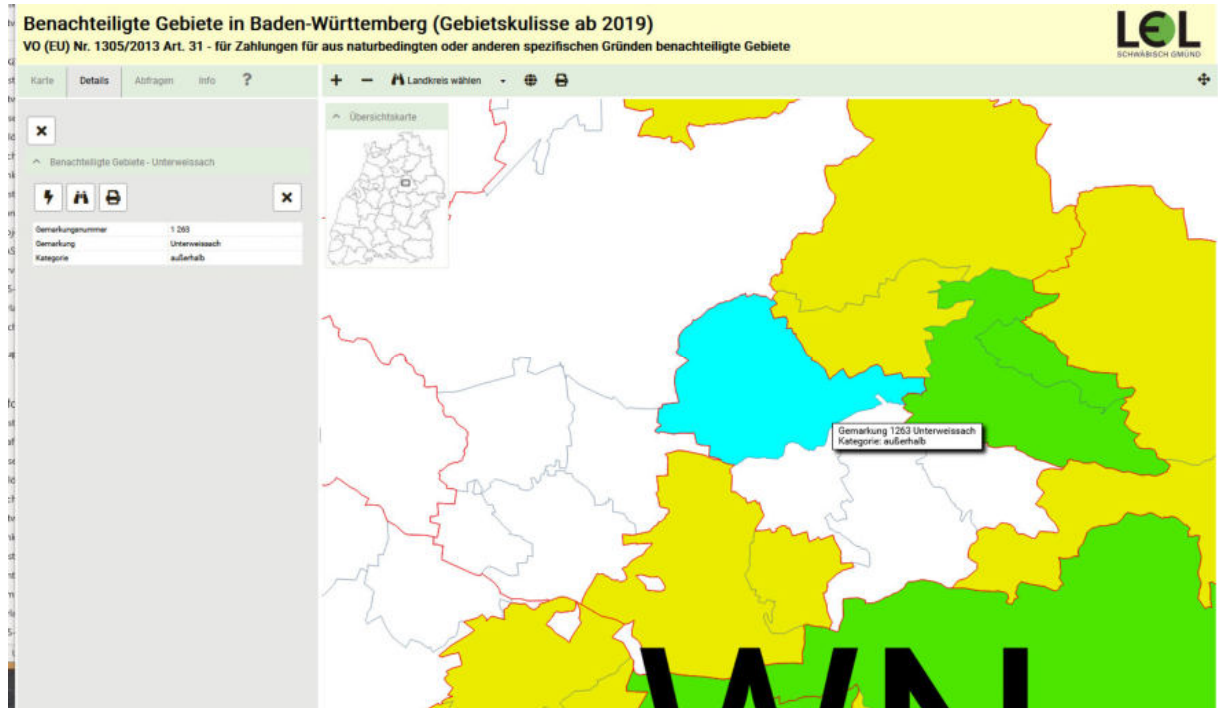 Benachteiligte Gebiete in Baden-Württemberg (Gebietskulisse ab 2019)
VO (EU) Nr. 1305/2013 Art. 31 - für Zahlungen für aus naturbedingten oder anderen spezifischen Gründen benachteiligte Gebiete
LEL
SCHWÄBISCH GMÜND
Karte Details Abfragen Info ?
+ − Landkreis wählen
Übersichtskarte
Benachteiligte Gebiete - Unterweissach
Gemarkungsnummer 1 263
Gemarkung Unterweissach
Kategorie außerhalb
Gemarkung 1263 Unterweissach
Kategorie: außerhalb
WN